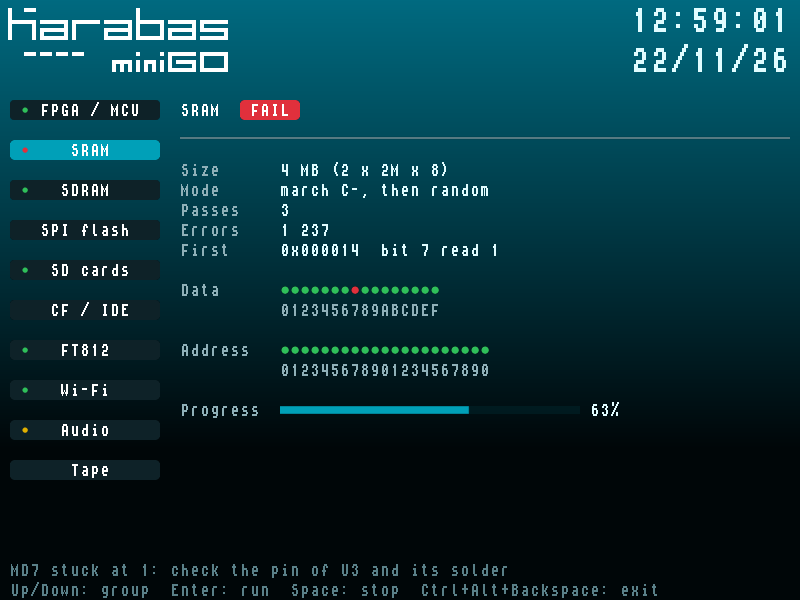 karabas
miniGO
12:59:01
22/11/26
FPGA / MCU
SRAM
SDRAM
SPI flash
SD cards
CF / IDE
FT812
Wi-Fi
Audio
Tape
SRAM FAIL
Size 4 MB (2 x 2M x 8)
Mode march C-, then random
Passes 3
Errors 1 237
First 0x000014 bit 7 read 1
Data
0123456789ABCDEF
Address
012345678901234567890
Progress 63%
MD7 stuck at 1: check the pin of U3 and its solder
Up/Down: group Enter: run Space: stop Ctrl+Alt+Backspace: exit